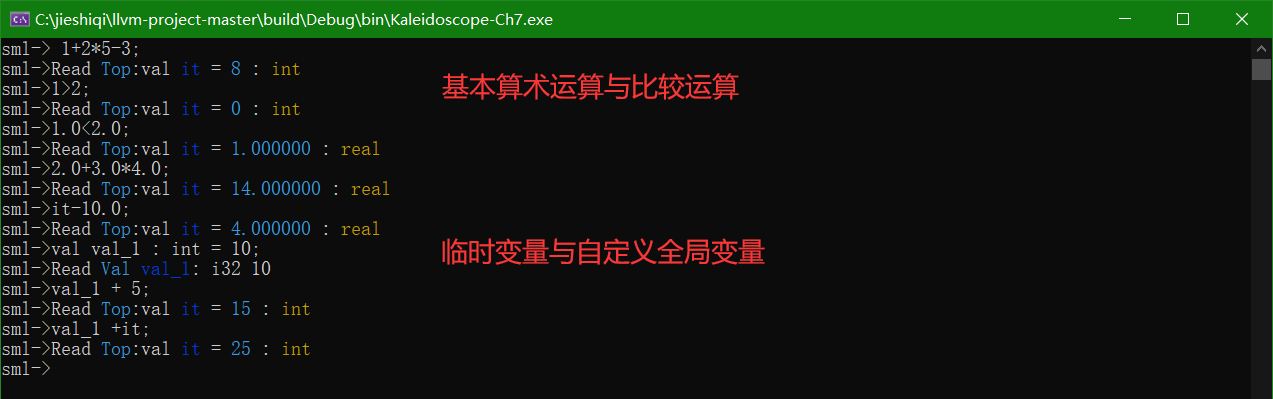 C:\jieshiqi\llvm-project-master\build\Debug\bin\Kaleidoscope-Ch7.exe
sml-> 1+2*5-3;
sml->Read Top:val it = 8 : int
基本算术运算与比较运算
sml->1>2;
sml->Read Top:val it = 0 : int
sml->1.0<2.0;
sml->Read Top:val it = 1.000000 : real
sml->2.0+3.0*4.0;
sml->Read Top:val it = 14.000000 : real
sml->it-10.0;
sml->Read Top:val it = 4.000000 : real
临时变量与自定义全局变量
sml->val val_1 : int = 10;
sml->Read Val val_1: i32 10
sml->val_1 + 5;
sml->Read Top:val it = 15 : int
sml->val_1 +it;
sml->Read Top:val it = 25 : int
sml->